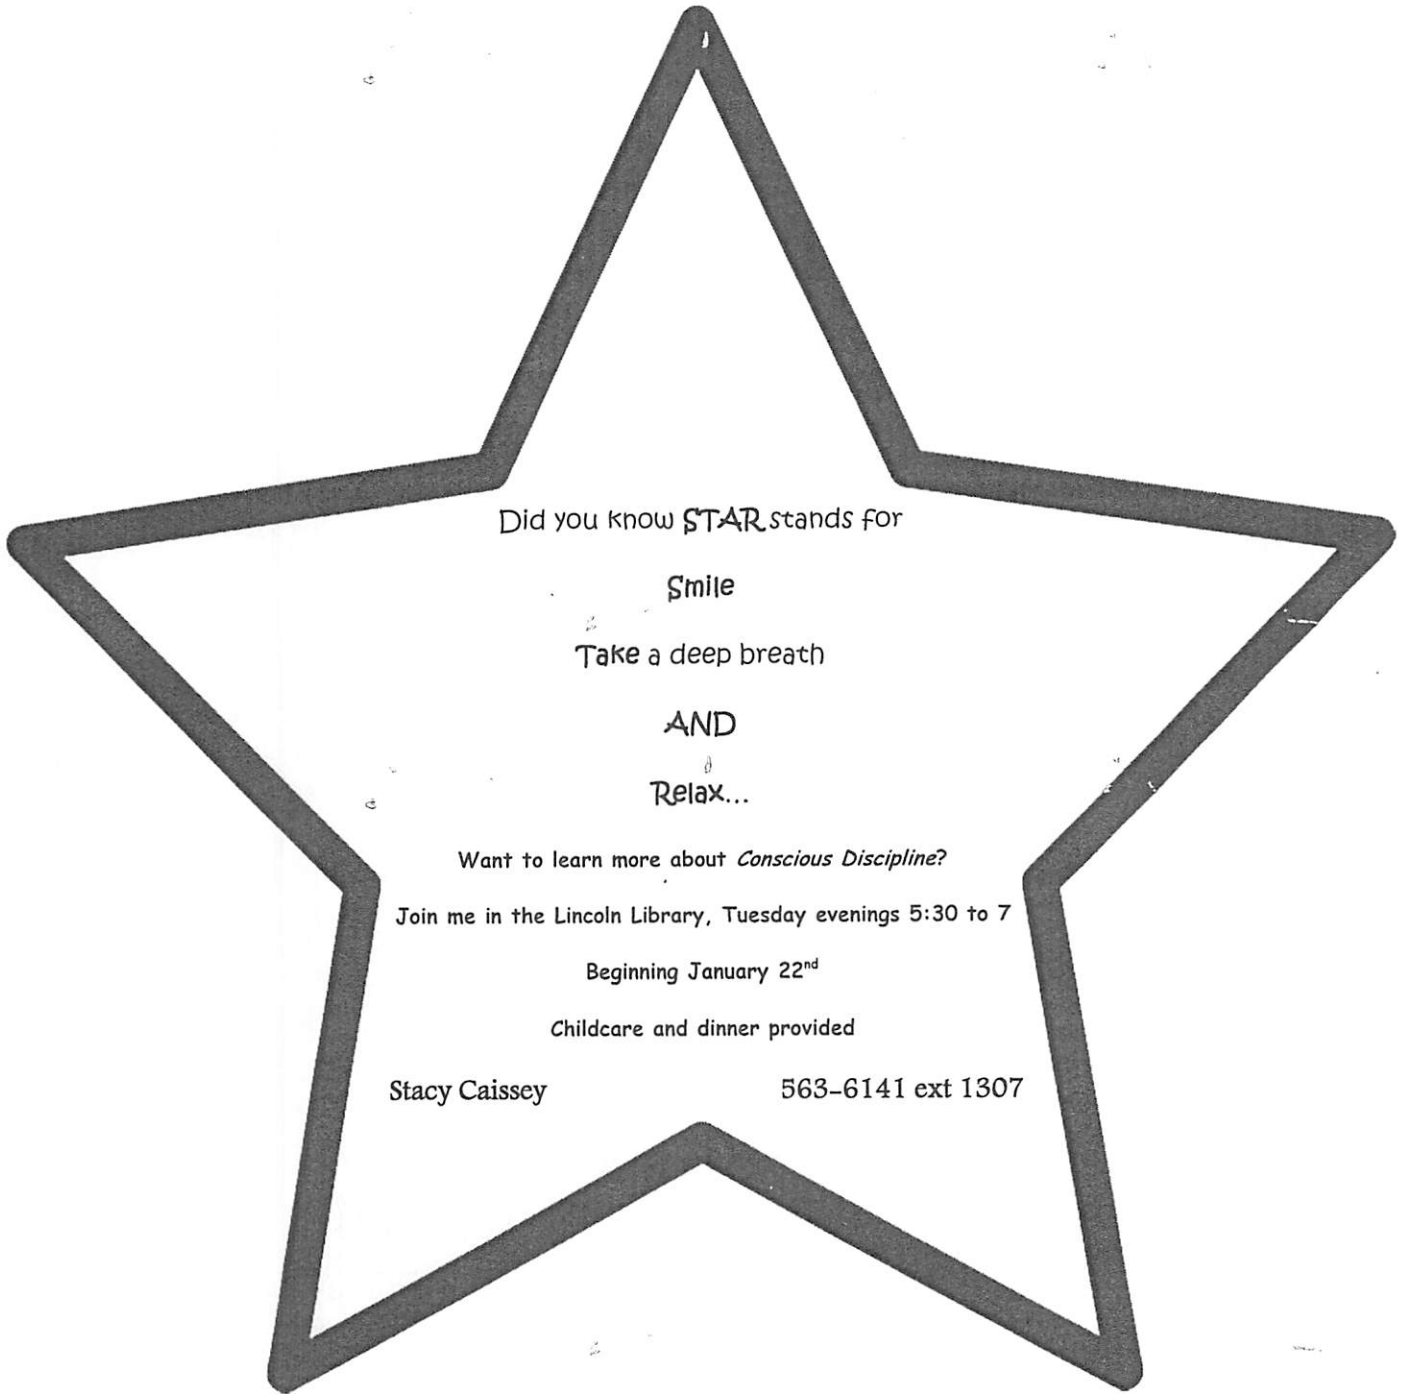 Did you know STAR stands for
Smile
Take a deep breath
AND
Relax...
Want to learn more about Conscious Discipline?
Join me in the Lincoln Library, Tuesday evenings 5:30 to 7
Beginning January 22nd
Childcare and dinner provided
Stacy Caissey 563-6141 ext 1307